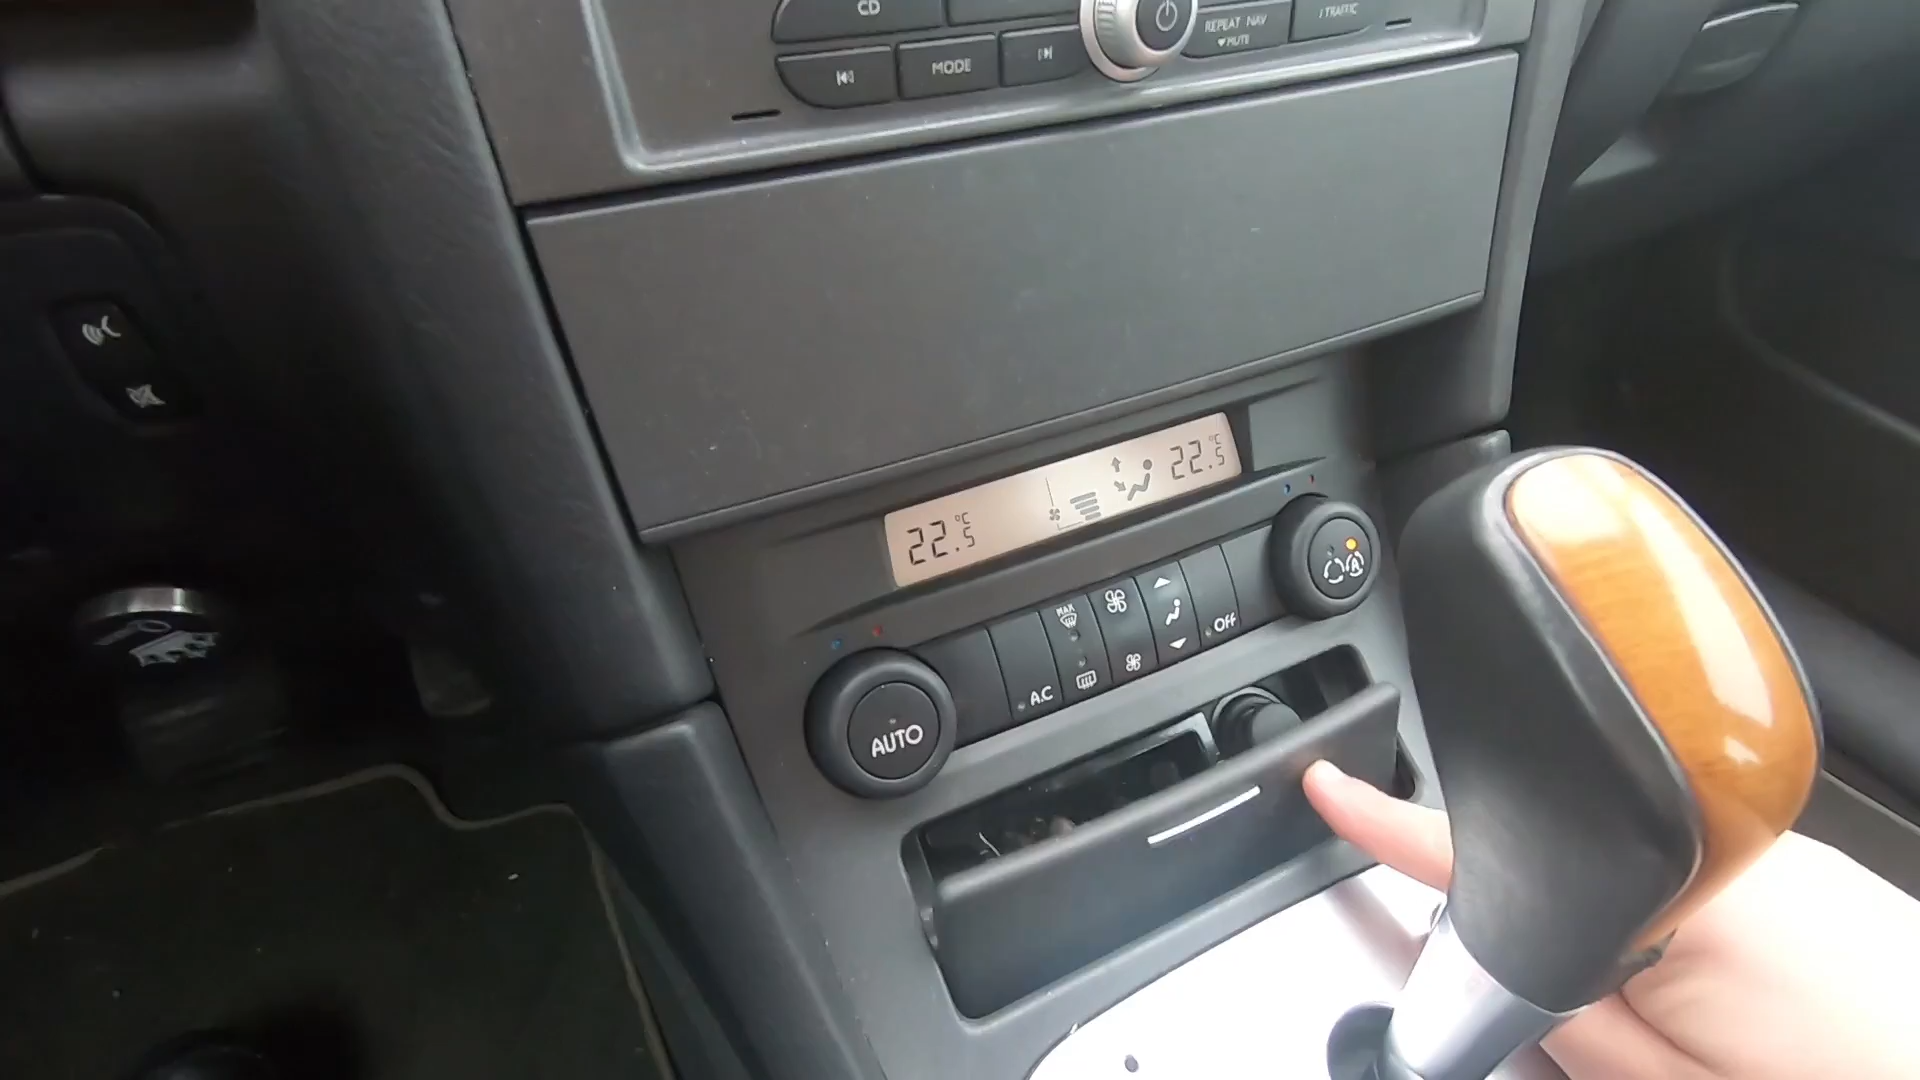 CD
REPEAT NAV
▼MUTE
i TRAFFIC
MODE
22.5 °C
22.5 °C
MAX
A
Off
A.C
AUTO